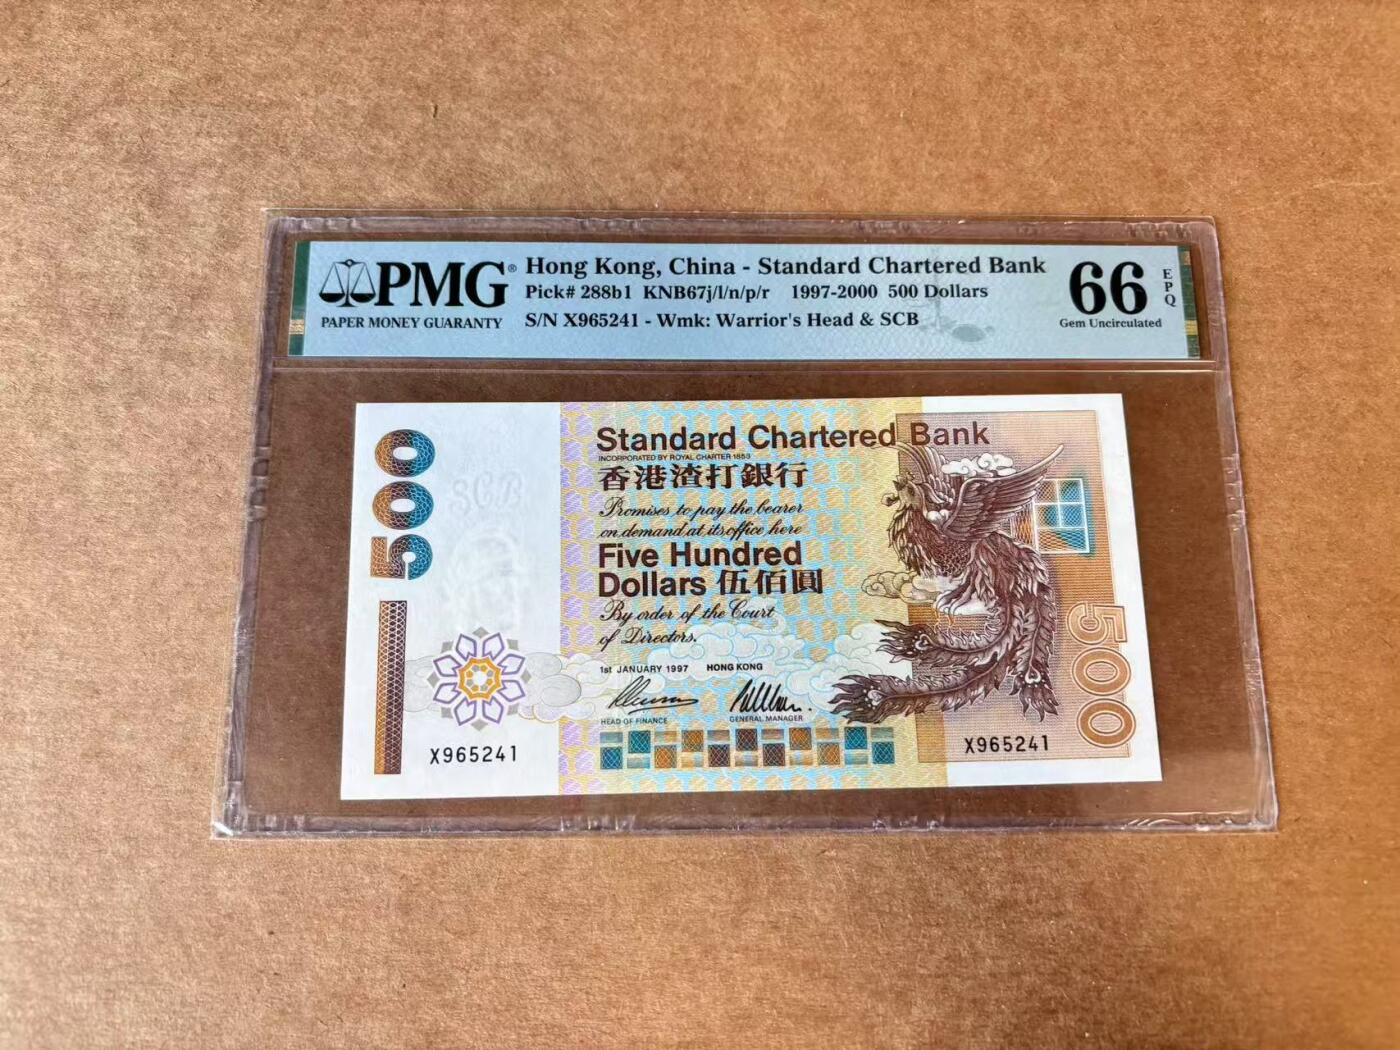 PMG®
PAPER MONEY GUARANTY
Hong Kong, China - Standard Chartered Bank
Pick# 288b1 KNB67j/l/n/p/r 1997-2000 500 Dollars
S/N X965241 - Wmk: Warrior's Head & SCB
66
EPQ
Gem Uncirculated
500
SCB
Standard Chartered Bank
INCORPORATED BY ROYAL CHARTER 1853
香港渣打銀行
Promises to pay the bearer
on demand at its office here
Five Hundred
Dollars 伍佰圓
By order of the Court
of Directors.
1st JANUARY 1997 HONG KONG
HEAD OF FINANCE GENERAL MANAGER
X965241
X965241
500